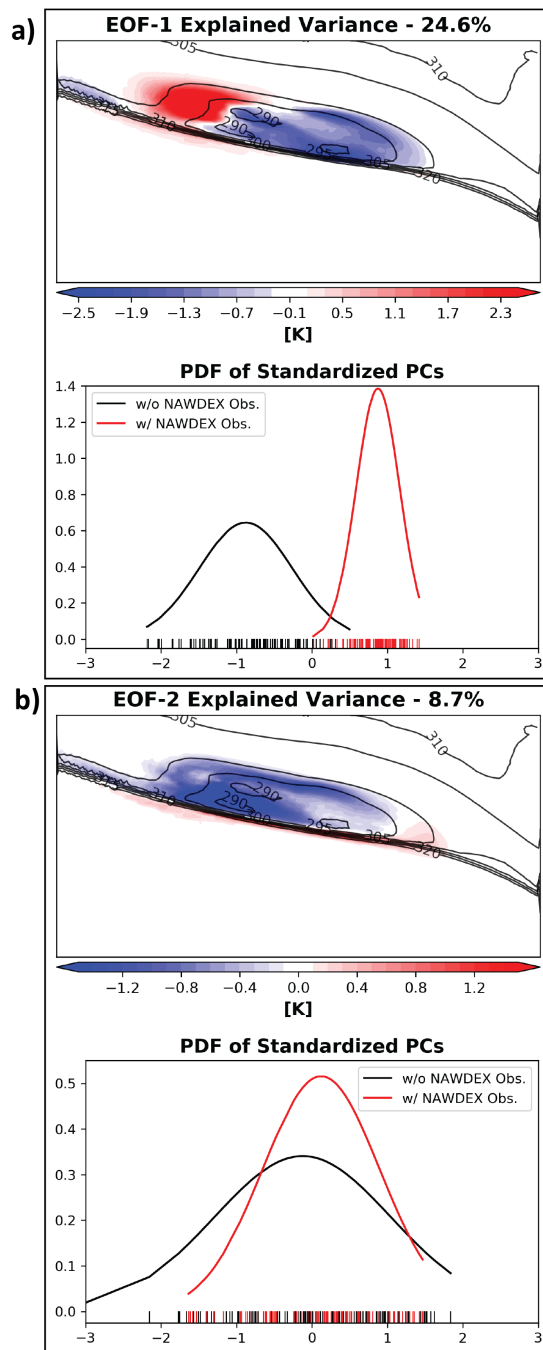 a)
EOF-1 Explained Variance - 24.6%
305
310
315
310
290
290
300
295
305
320
−2.5 −1.9 −1.3 −0.7 −0.1 0.5 1.1 1.7 2.3
[K]
PDF of Standardized PCs
w/o NAWDEX Obs.
w/ NAWDEX Obs.
1.4
1.2
1.0
0.8
0.6
0.4
0.2
0.0
−3 −2 −1 0 1 2 3
b)
EOF-2 Explained Variance - 8.7%
305
310
315
310
290
290
300
295
305
320
−1.2 −0.8 −0.4 0.0 0.4 0.8 1.2
[K]
PDF of Standardized PCs
w/o NAWDEX Obs.
w/ NAWDEX Obs.
0.5
0.4
0.3
0.2
0.1
0.0
−3 −2 −1 0 1 2 3